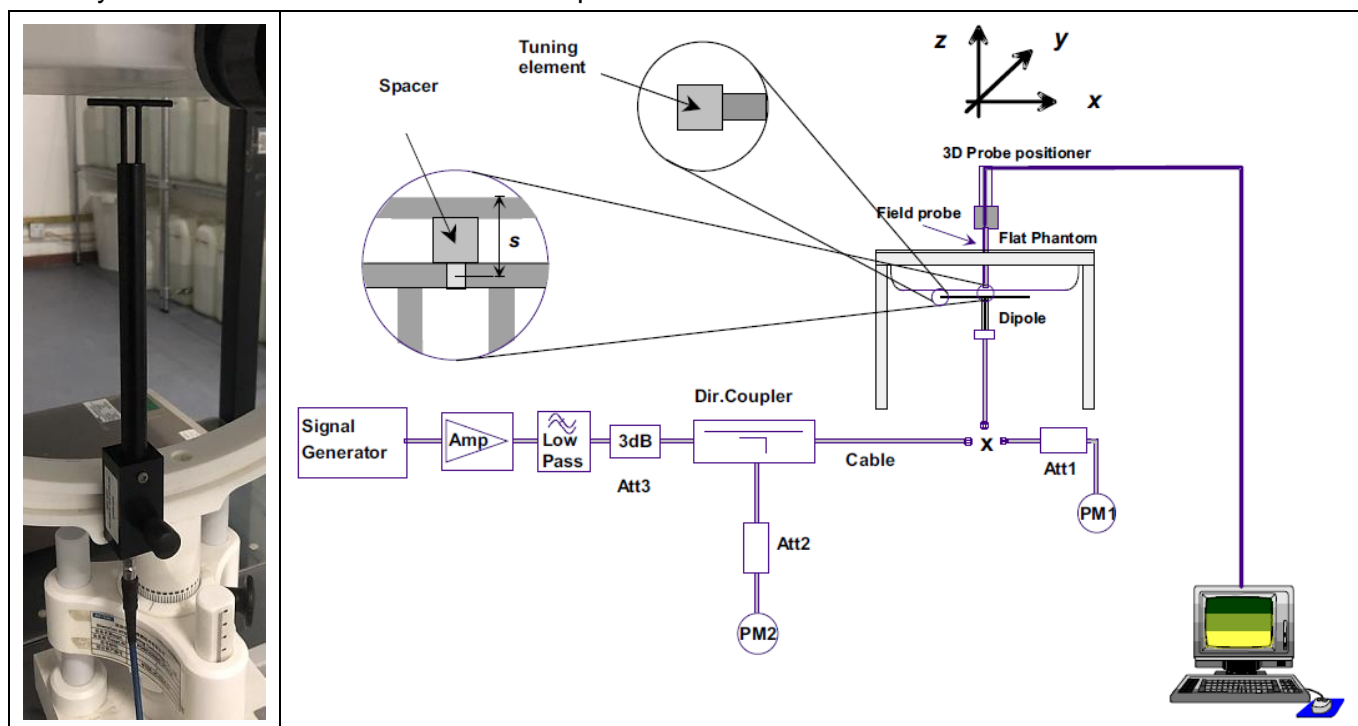 Tuning
element
Spacer
s
z
y
x
3D Probe positioner
Field probe
Flat Phantom
Dipole
Dir.Coupler
Signal
Generator
Amp
Low
Pass
3dB
Att3
Cable
x
Att1
PM1
Att2
PM2